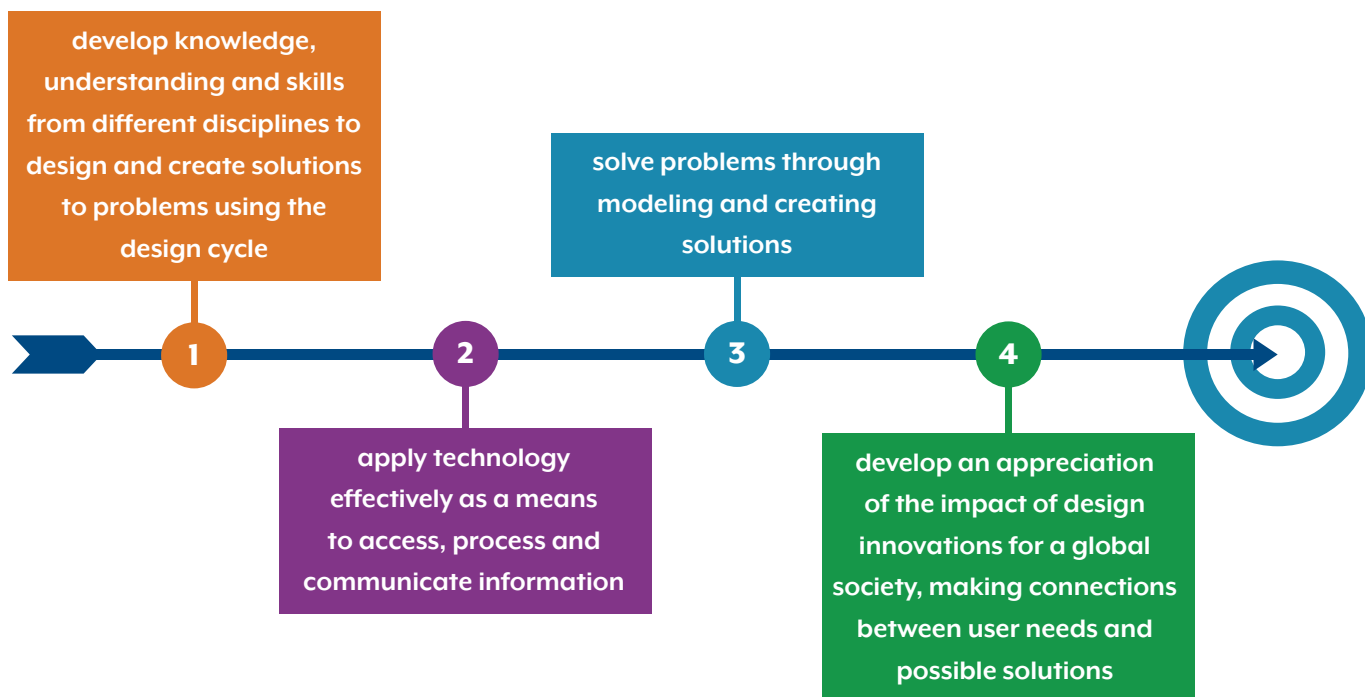 develop knowledge,
understanding and skills
from different disciplines to
design and create solutions
to problems using the
design cycle
1
2
apply technology
effectively as a means
to access, process and
communicate information
solve problems through
modeling and creating
solutions
3
4
develop an appreciation
of the impact of design
innovations for a global
society, making connections
between user needs and
possible solutions